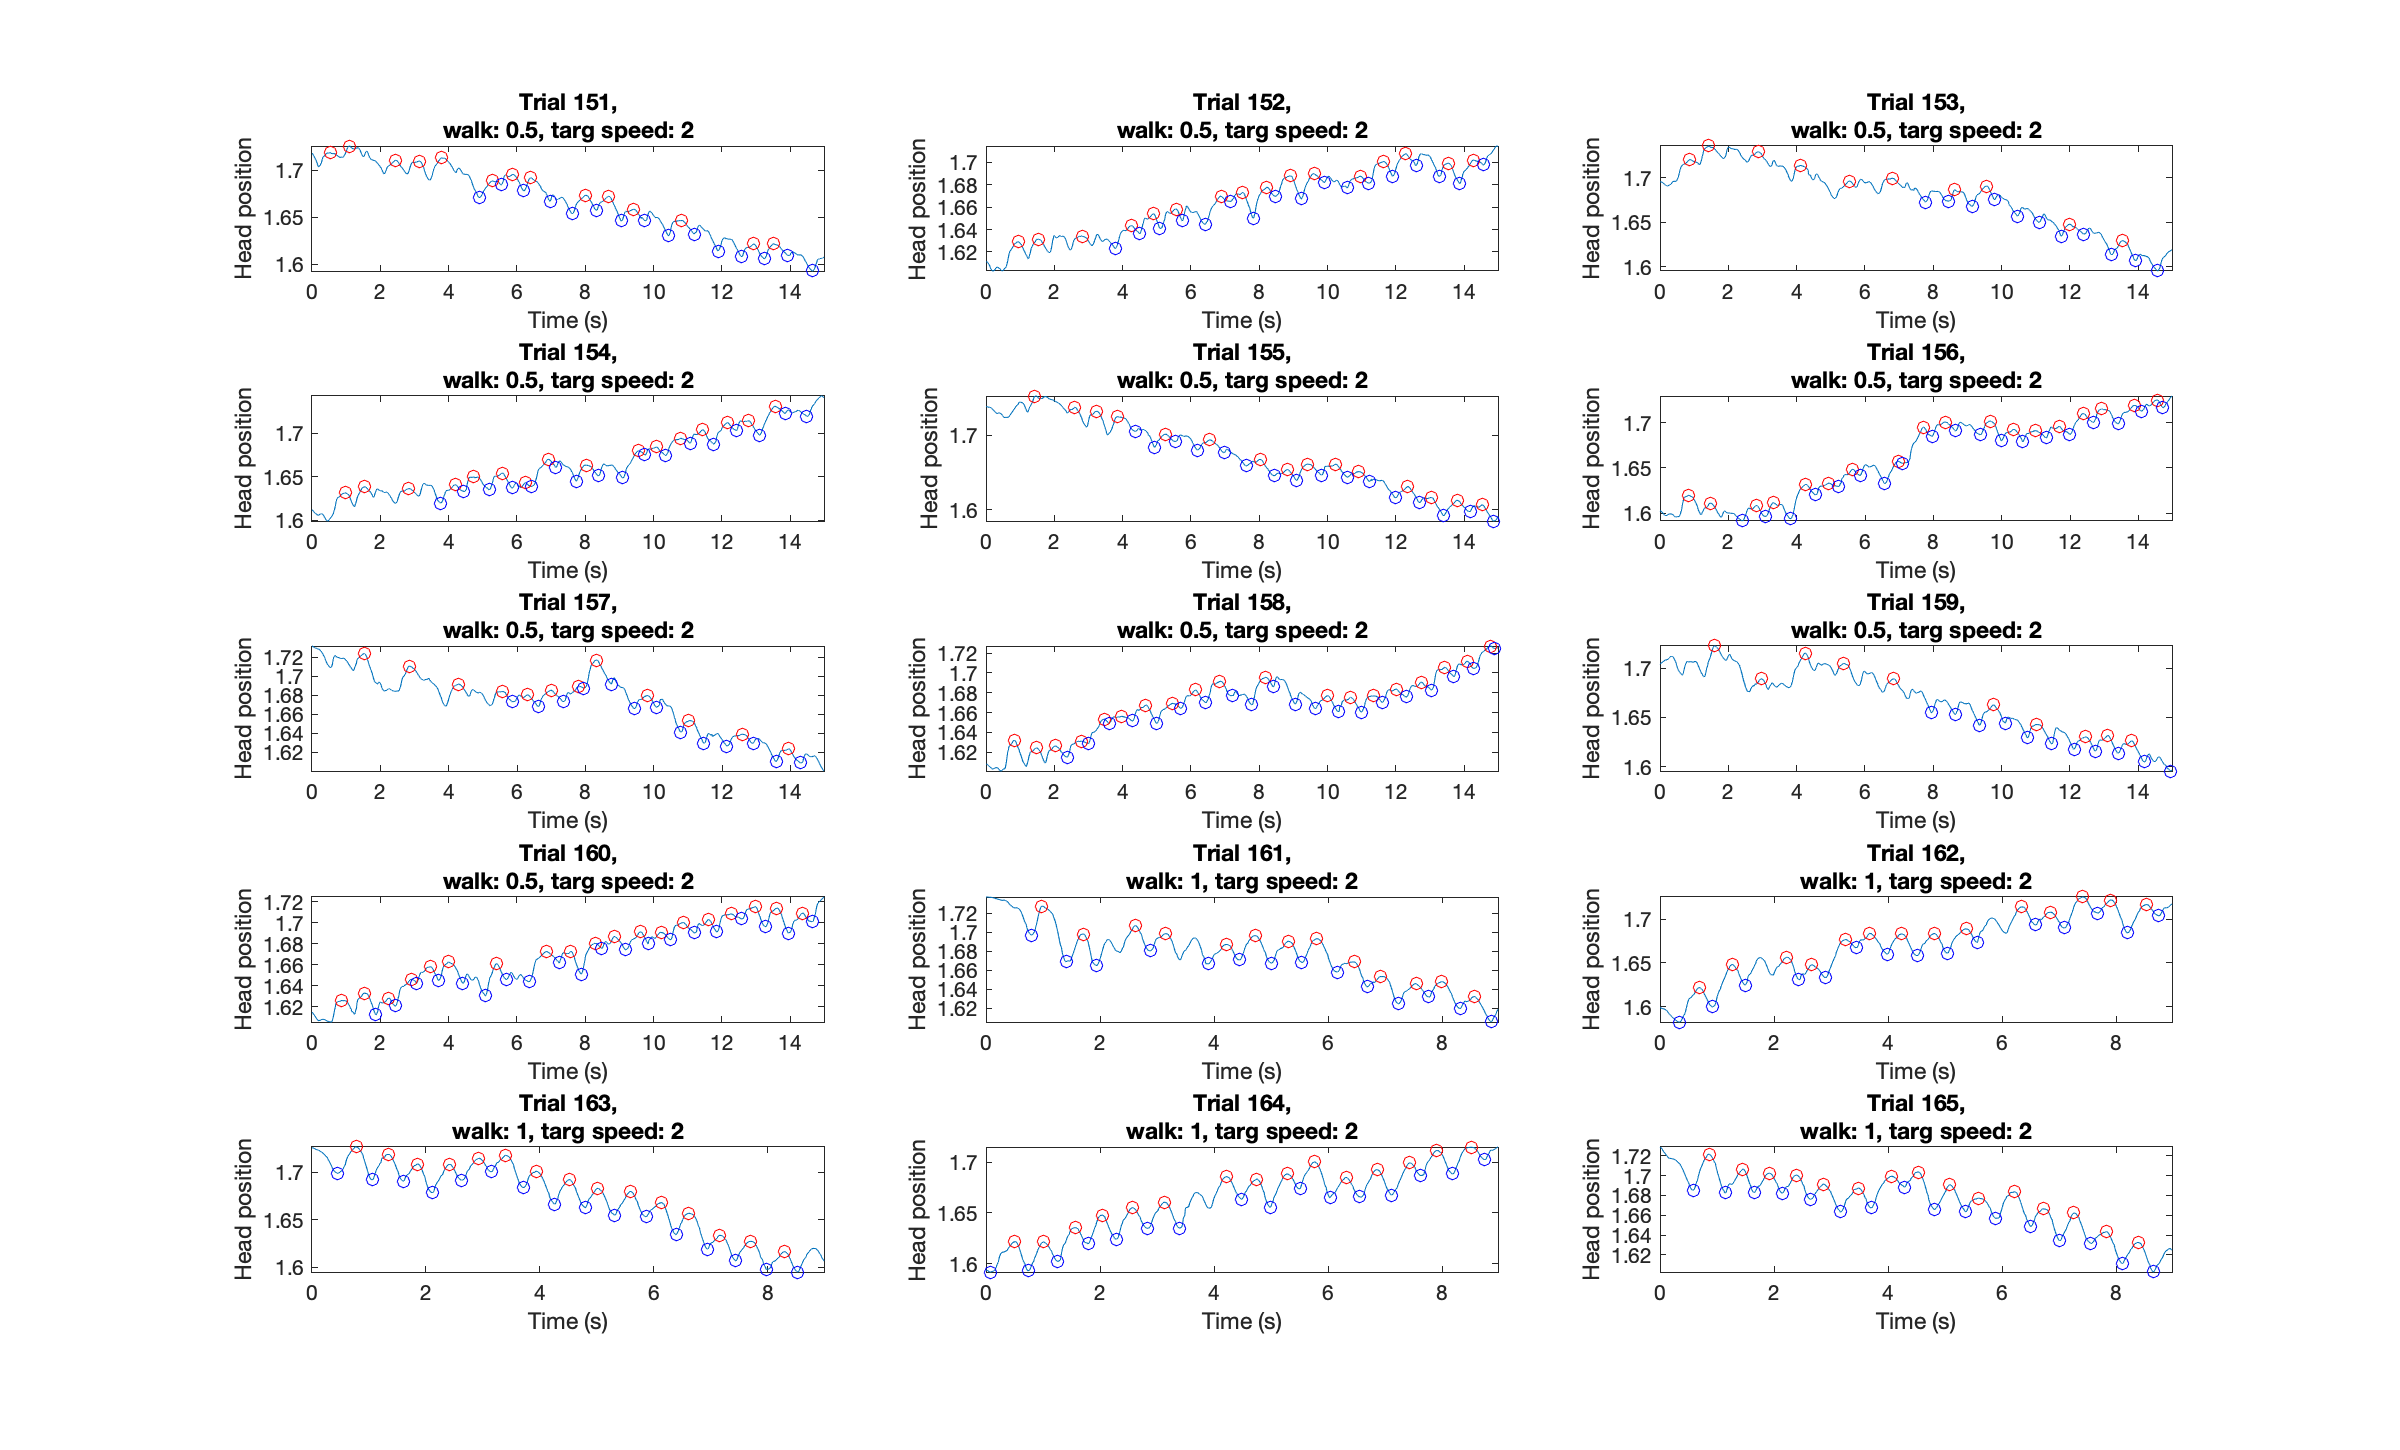 Trial 151,
walk: 0.5, targ speed: 2
Head position
1.7
1.65
1.6
0 2 4 6 8 10 12 14
Time (s)
Trial 152,
walk: 0.5, targ speed: 2
Head position
1.7
1.68
1.66
1.64
1.62
0 2 4 6 8 10 12 14
Time (s)
Trial 153,
walk: 0.5, targ speed: 2
Head position
1.7
1.65
1.6
0 2 4 6 8 10 12 14
Time (s)
Trial 154,
walk: 0.5, targ speed: 2
Head position
1.7
1.65
1.6
0 2 4 6 8 10 12 14
Time (s)
Trial 155,
walk: 0.5, targ speed: 2
Head position
1.7
1.6
0 2 4 6 8 10 12 14
Time (s)
Trial 156,
walk: 0.5, targ speed: 2
Head position
1.7
1.65
1.6
0 2 4 6 8 10 12 14
Time (s)
Trial 157,
walk: 0.5, targ speed: 2
Head position
1.72
1.7
1.68
1.66
1.64
1.62
0 2 4 6 8 10 12 14
Time (s)
Trial 158,
walk: 0.5, targ speed: 2
Head position
1.72
1.7
1.68
1.66
1.64
1.62
0 2 4 6 8 10 12 14
Time (s)
Trial 159,
walk: 0.5, targ speed: 2
Head position
1.7
1.65
1.6
0 2 4 6 8 10 12 14
Time (s)
Trial 160,
walk: 0.5, targ speed: 2
Head position
1.72
1.7
1.68
1.66
1.64
1.62
0 2 4 6 8 10 12 14
Time (s)
Trial 161,
walk: 1, targ speed: 2
Head position
1.72
1.7
1.68
1.66
1.64
1.62
0 2 4 6 8
Time (s)
Trial 162,
walk: 1, targ speed: 2
Head position
1.7
1.65
1.6
0 2 4 6 8
Time (s)
Trial 163,
walk: 1, targ speed: 2
Head position
1.7
1.65
1.6
0 2 4 6 8
Time (s)
Trial 164,
walk: 1, targ speed: 2
Head position
1.7
1.65
1.6
0 2 4 6 8
Time (s)
Trial 165,
walk: 1, targ speed: 2
Head position
1.72
1.7
1.68
1.66
1.64
1.62
0 2 4 6 8
Time (s)